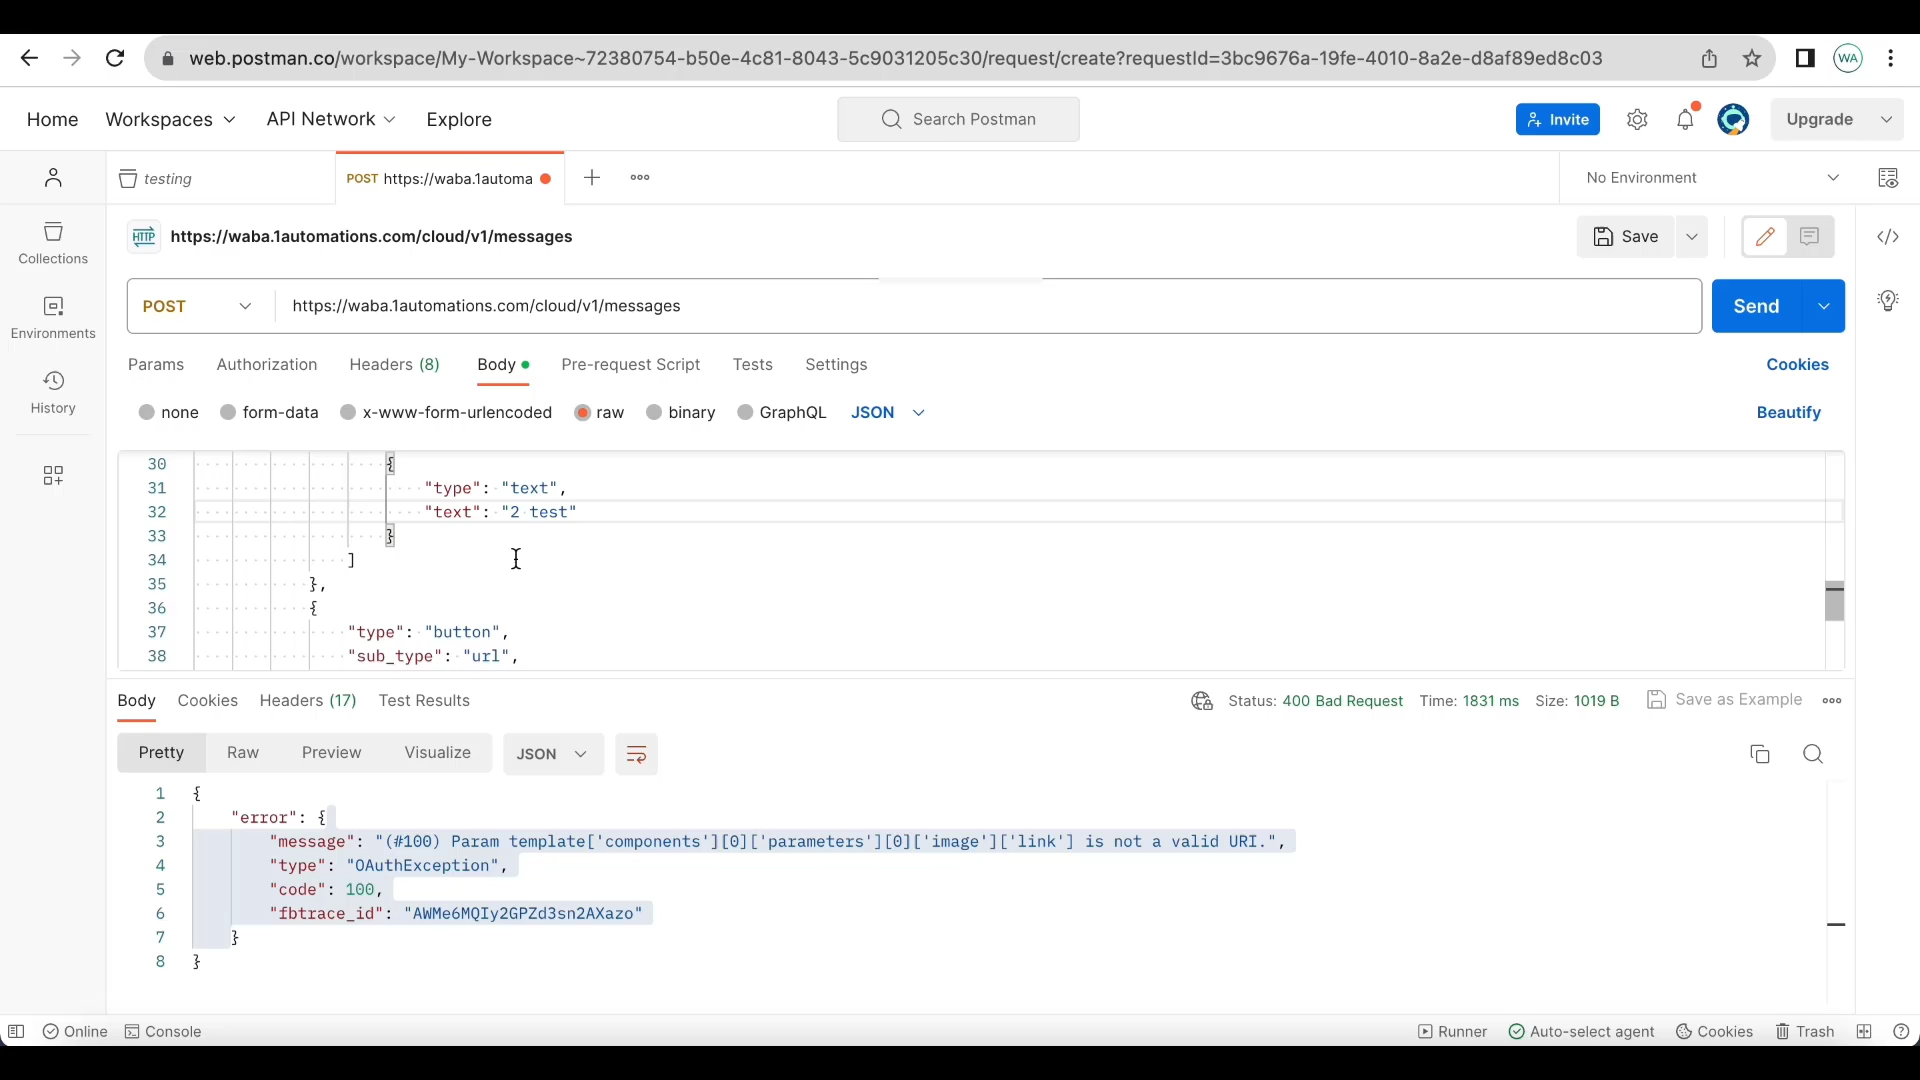 web.postman.co/workspace/My-Workspace~72380754-b50e-4c81-8043-5c9031205c30/request/create?requestId=3bc9676a-19fe-4010-8a2e-d8af89ed8c03
WA
Home Workspaces API Network Explore
Search Postman
Invite
Upgrade
testing
POST https://waba.1automa
No Environment
HTTP https://waba.1automations.com/cloud/v1/messages
Save
Collections
POST https://waba.1automations.com/cloud/v1/messages
Send
Environments
Params Authorization Headers (8) Body Pre-request Script Tests Settings
Cookies
History
none form-data x-www-form-urlencoded raw binary GraphQL JSON
Beautify
30 {
31 "type": "text",
32 "text": "2 test"
33 }
34 ]
35 },
36 {
37 "type": "button",
38 "sub_type": "url",
Body Cookies Headers (17) Test Results
Status: 400 Bad Request Time: 1831 ms Size: 1019 B Save as Example
Pretty Raw Preview Visualize JSON
1 {
2 "error": {
3 "message": "(#100) Param template['components'][0]['parameters'][0]['image']['link'] is not a valid URI.",
4 "type": "OAuthException",
5 "code": 100,
6 "fbtrace_id": "AWMe6MQIy2GPZd3sn2AXazo"
7 }
8 }
Online Console
Runner Auto-select agent Cookies Trash